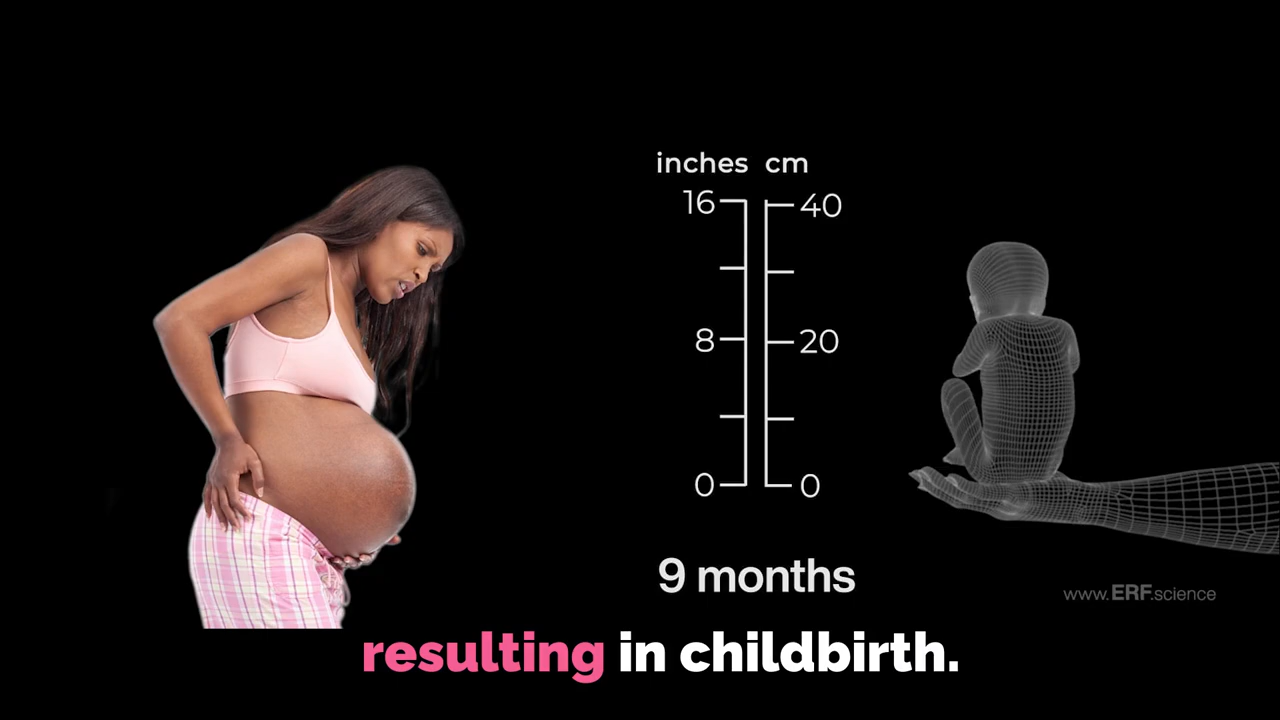 inches cm
16 40
8 20
0 0
9 months
www.ERF.science
resulting in childbirth.